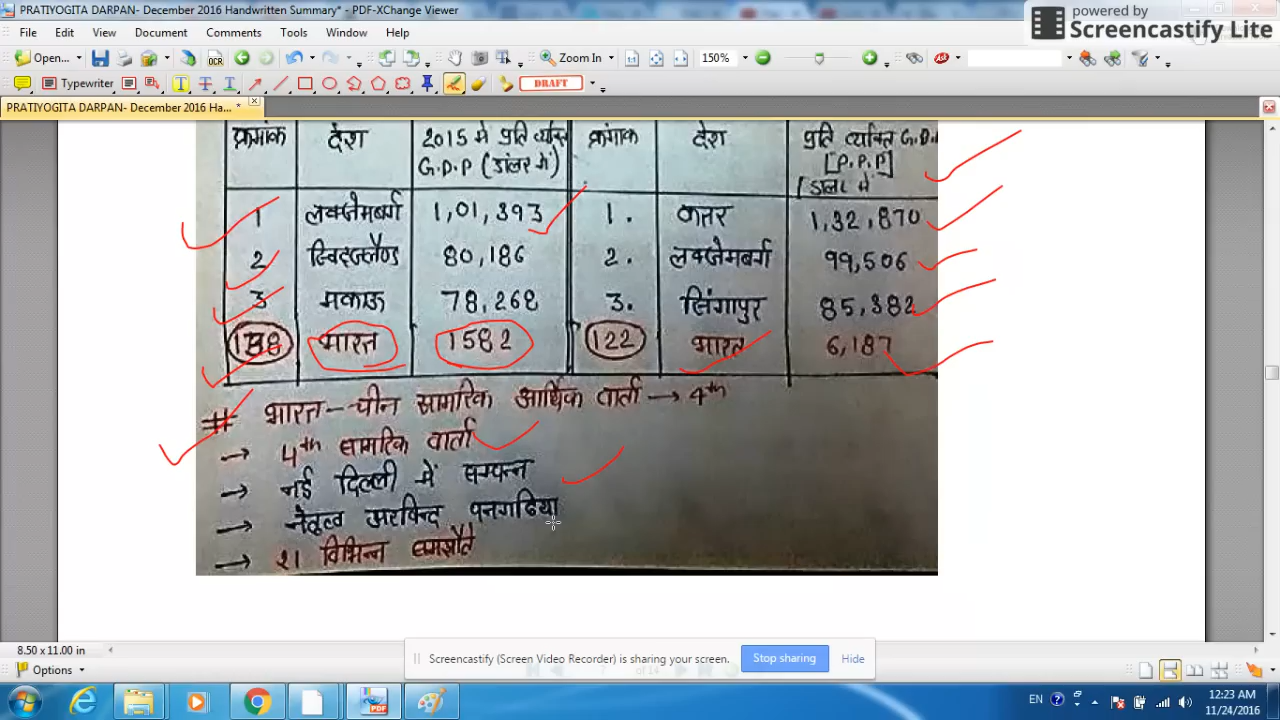 PRATIYOGITA DARPAN- December 2016 Handwritten Summary* - PDF-XChange Viewer
powered by
Screencastify Lite
File Edit View Document Comments Tools Window Help
Open... OCR Zoom In 150%
Typewriter DRAFT
PRATIYOGITA DARPAN- December 2016 Ha... *
क्रमांक देश 2015 मे प्रति व्यक्ति G.D.P (डॉलर में) क्रमांक देश प्रति व्यक्ति G.D.P [P.P.P] डॉलर में
1 लक्जेमबर्ग 1,01,393 1. कतर 1,32,870
2 स्विट्जरलैण्ड 80,186 2. लक्जेमबर्ग 99,506
3 मकाऊ 78,268 3. सिंगापुर 85,382
138 भारत 1582 122 भारत 6,187
# भारत--चीन सामरिक आर्थिक वार्ता → 4th
→ 4th सामरिक वार्ता
→ नई दिल्ली में सम्पन्न
→ नेतृत्व अरविन्द पनगढिया
→ 21 विभिन्न समझौते
8.50 x 11.00 in
Options of 14
Screencastify (Screen Video Recorder) is sharing your screen. Stop sharing Hide
EN 12:23 AM
11/24/2016